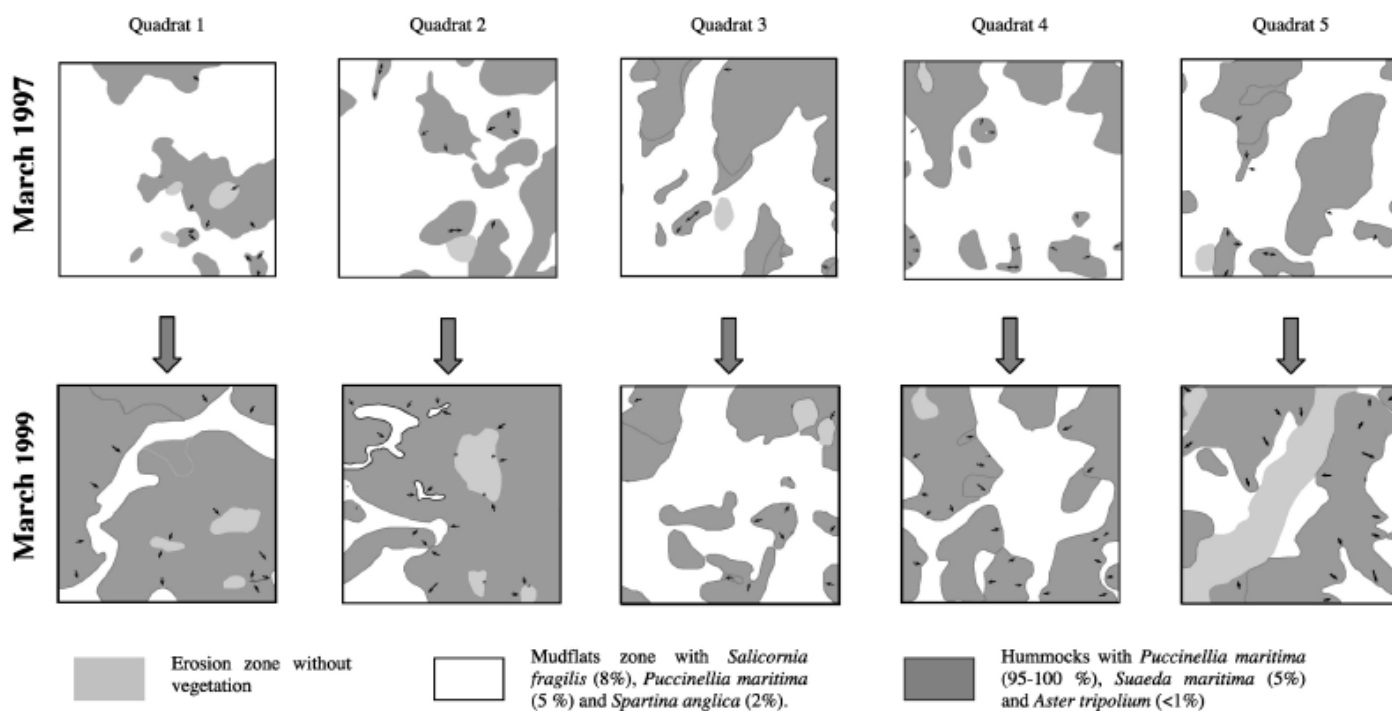 Quadrat 1
Quadrat 2
Quadrat 3
Quadrat 4
Quadrat 5
March 1997
March 1999
Erosion zone without
vegetation
Mudflats zone with Salicornia
fragilis (8%), Puccinellia maritima
(5 %) and Spartina anglica (2%).
Hummocks with Puccinellia maritima
(95-100 %), Suaeda maritima (5%)
and Aster tripolium (<1%)